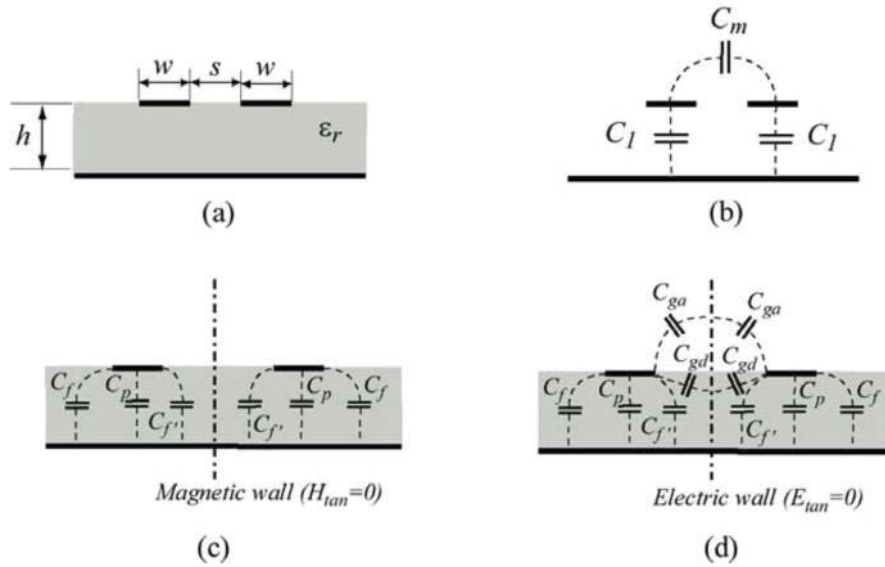 w s w
h
εr
(a)
Cm
C1 C1
(b)
Cf Cp Cf' Cf' Cp Cf
Magnetic wall (Htan=0)
(c)
Cga Cga
Cgd Cgd
Cf Cp Cf' Cf' Cp Cf
Electric wall (Etan=0)
(d)